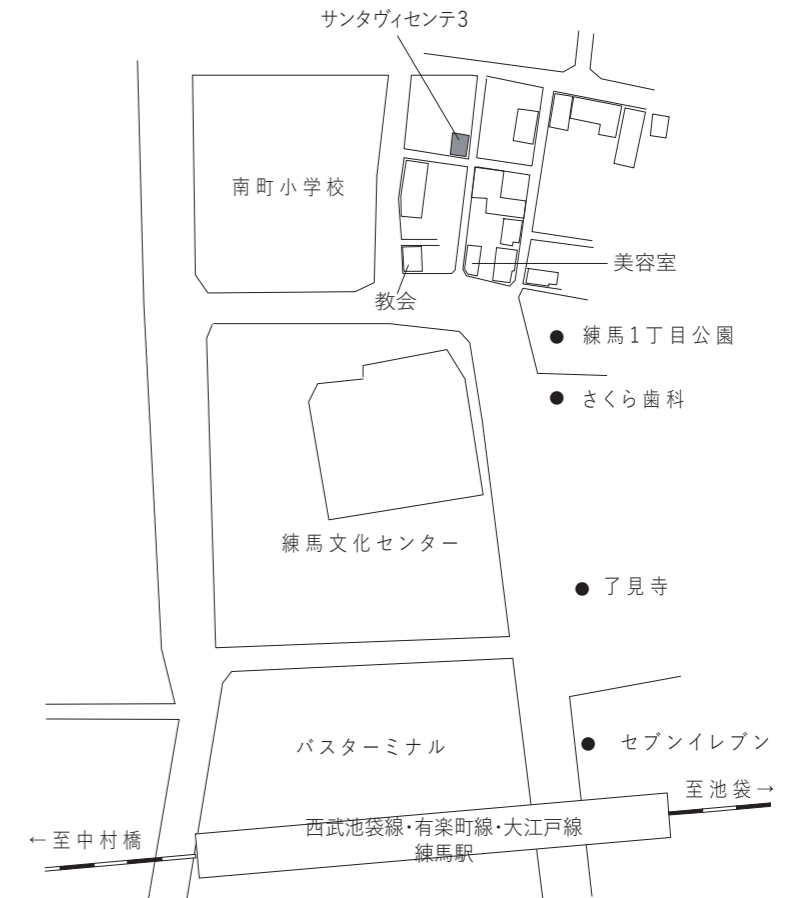 サンタヴィセンテ3
南町小学校
美容室
教会
練馬1丁目公園
さくら歯科
練馬文化センター
了見寺
バスターミナル
セブンイレブン
至池袋→
西武池袋線・有楽町線・大江戸線
←至中村橋
練馬駅